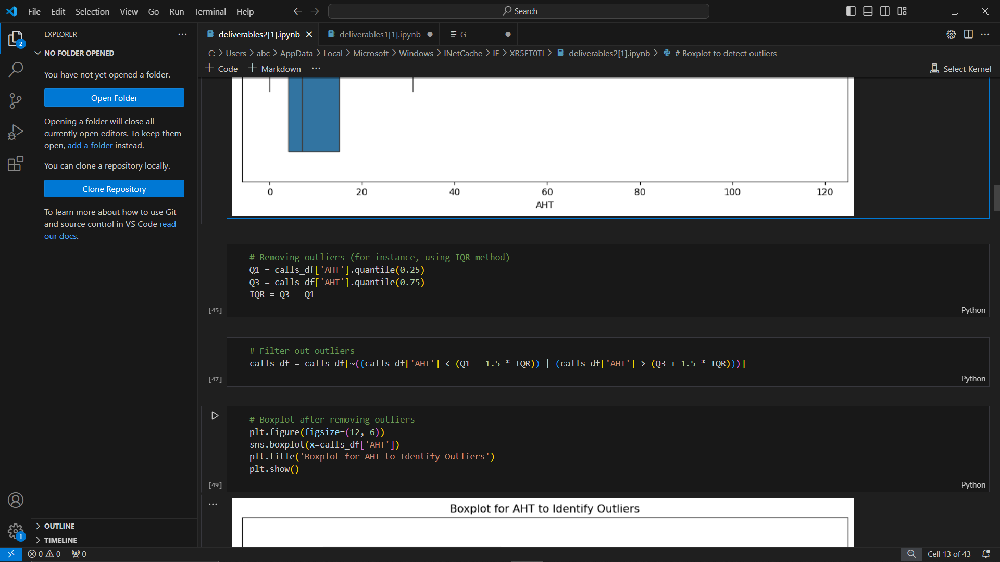 File Edit Selection View Go Run Terminal Help
Search
EXPLORER
2
NO FOLDER OPENED
You have not yet opened a folder.
Open Folder
Opening a folder will close all
currently open editors. To keep them
open, add a folder instead.
You can clone a repository locally.
Clone Repository
To learn more about how to use Git
and source control in VS Code read
our docs.
OUTLINE
TIMELINE
1
deliverables2[1].ipynb deliverables1[1].ipynb G
C: > Users > abc > AppData > Local > Microsoft > Windows > INetCache > IE > XR5FT0TI > deliverables2[1].ipynb > # Boxplot to detect outliers
+ Code + Markdown ...
Select Kernel
0 20 40 60 80 100 120
AHT
# Removing outliers (for instance, using IQR method)
Q1 = calls_df['AHT'].quantile(0.25)
Q3 = calls_df['AHT'].quantile(0.75)
IQR = Q3 - Q1
[45] Python
# Filter out outliers
calls_df = calls_df[~((calls_df['AHT'] < (Q1 - 1.5 * IQR)) | (calls_df['AHT'] > (Q3 + 1.5 * IQR)))]
[47] Python
# Boxplot after removing outliers
plt.figure(figsize=(12, 6))
sns.boxplot(x=calls_df['AHT'])
plt.title('Boxplot for AHT to Identify Outliers')
plt.show()
[49] Python
Boxplot for AHT to Identify Outliers
0 0 0
Cell 13 of 43